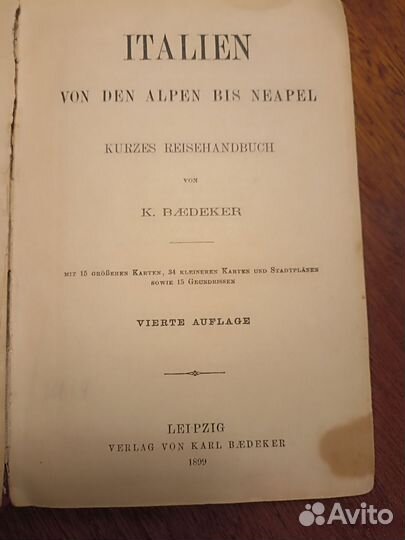 ITALIEN
VON DEN ALPEN BIS NEAPEL
KURZES REISEHANDBUCH
VON
K. BÆDEKER
MIT 15 GRÖßEREN KARTEN, 34 KLEINEREN KARTEN UND STADTPLÄNEN
SOWIE 15 GRUNDRISSEN
VIERTE AUFLAGE
LEIPZIG
VERLAG VON KARL BÆDEKER
1899
Avito